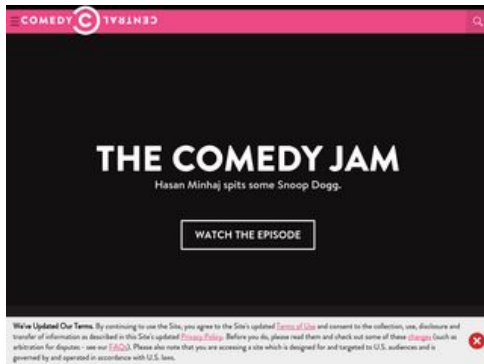 COMEDY C CENTRAL
THE COMEDY JAM
Hasan Minhaj spits some Snoop Dogg.
WATCH THE EPISODE
We've Updated Our Terms. By continuing to use the Site, you agree to the Site's updated Terms of Use and consent to the collection, use, disclosure and
transfer of information as described in this Site's updated Privacy Policy. Before you do, please read them and check out some of these changes (such as
arbitration for disputes - see our FAQs). Please also note that you are accessing a site which is designed for and targeted to U.S. audiences and is
governed by and operated in accordance with U.S. laws.